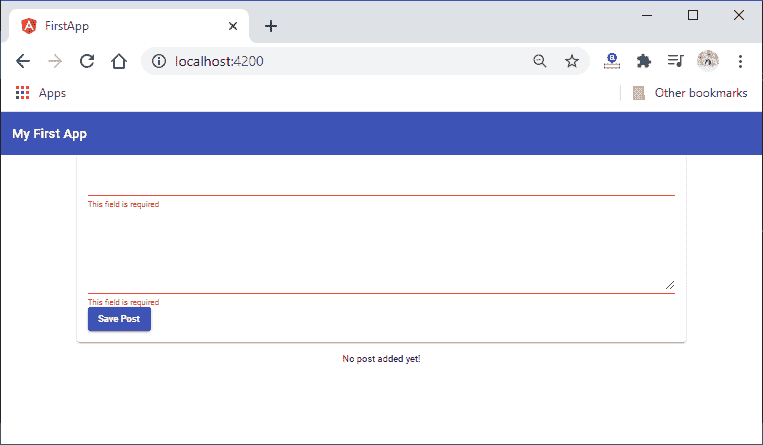 FirstApp
localhost:4200
Apps
Other bookmarks
My First App
This field is required
This field is required
Save Post
No post added yet!